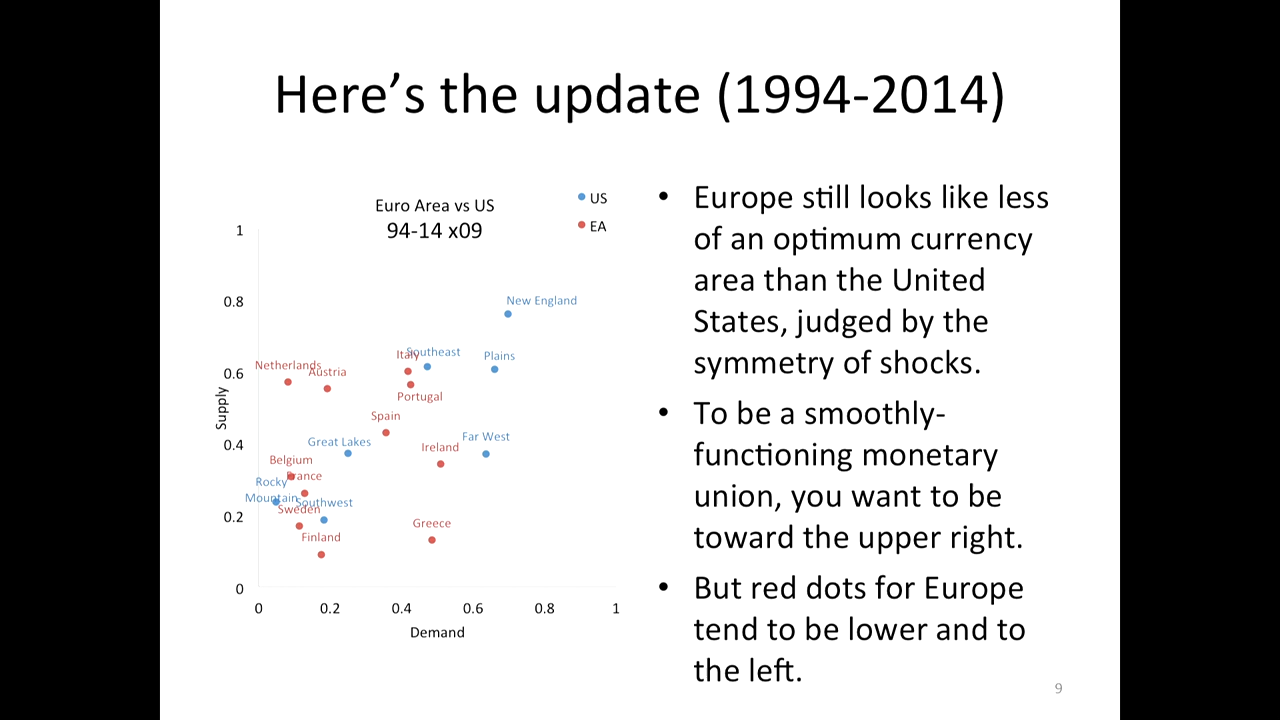 Here’s the update (1994-2014)
Euro Area vs US
94-14 x09
US
EA
1
0.8
0.6
0.4
0.2
0
Supply
New England
Italy
Southeast
Plains
Netherlands
Austria
Portugal
Spain
Great Lakes
Far West
Ireland
Belgium
France
Rocky
Mountain
Southwest
Sweden
Finland
Greece
0
0.2
0.4
0.6
0.8
1
Demand
• Europe still looks like less
of an optimum currency
area than the United
States, judged by the
symmetry of shocks.
• To be a smoothly-
functioning monetary
union, you want to be
toward the upper right.
• But red dots for Europe
tend to be lower and to
the left.
9